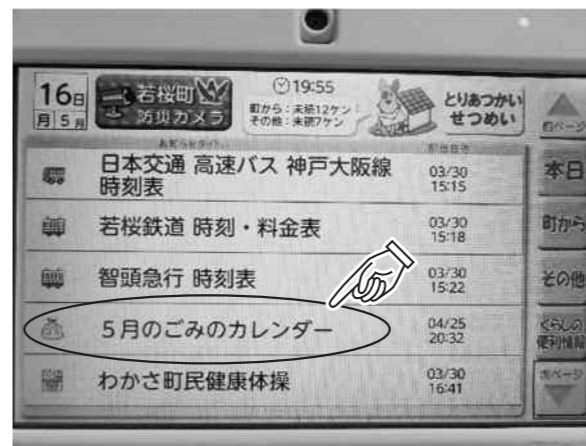 16日
月 5月
若桜町
防災カメラ
19:55
町から:未読12ケン
その他:未読7ケン
とりあつかい
せつめい
前ページ
日本交通 高速バス 神戸大阪線
時刻表
03/30
15:15
本日
若桜鉄道 時刻・料金表
03/30
15:18
町から
智頭急行 時刻表
03/30
15:22
その他
5月のごみのカレンダー
04/25
20:32
くらしの
便利情報
わかさ町民健康体操
03/30
16:41
次ページ